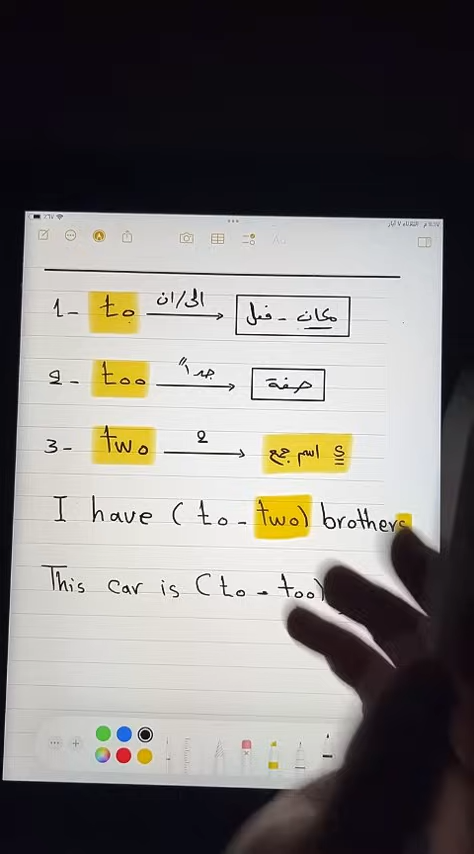 1- to الى/ان مكان - فعل
2- too جداً صفة
3- two 2 اسم جمع s
I have (to - two) brothers
This car is (to - too)